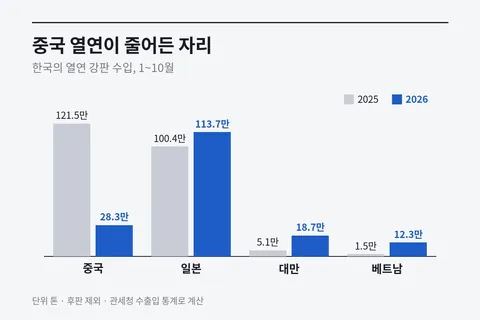 중국 열연이 줄어든 자리
한국의 열연 강판 수입, 1~10월
2025 2026
121.5만 28.3만 100.4만 113.7만 5.1만 18.7만 1.5만 12.3만
중국 일본 대만 베트남
단위 톤 · 후판 제외 · 관세청 수출입 통계로 계산